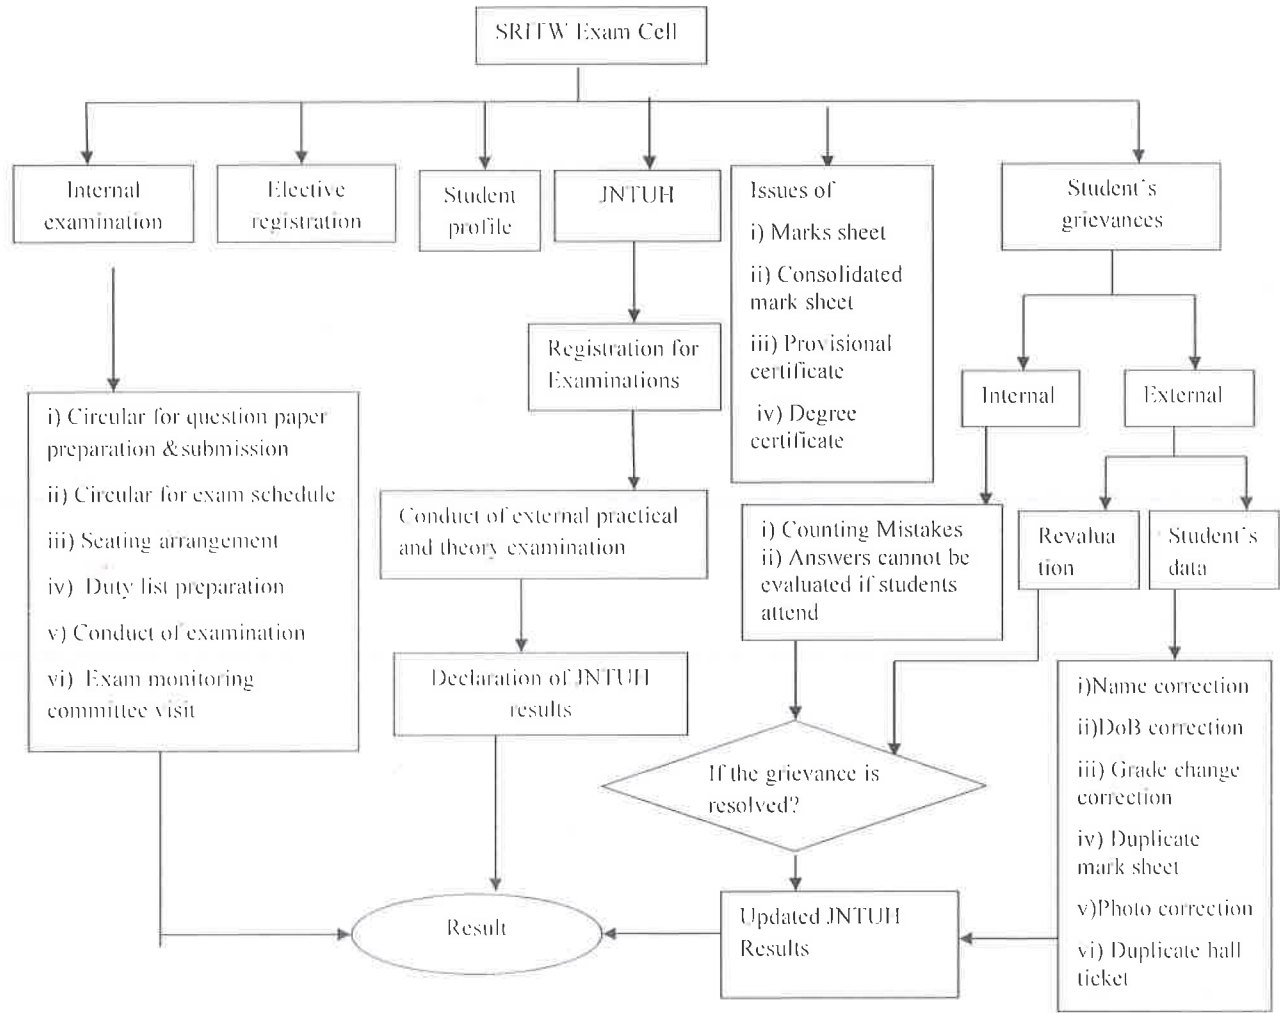 SRITW Exam Cell
Internal
examination
Elective
registration
Student
profile
JNTUH
Issues of
i) Marks sheet
ii) Consolidated
mark sheet
iii) Provisional
certificate
iv) Degree
certificate
Student's
grievances
Registration for
Examinations
Internal
External
i) Circular for question paper
preparation &submission
ii) Circular for exam schedule
iii) Seating arrangement
iv) Duty list preparation
v) Conduct of examination
vi) Exam monitoring
committee visit
Conduct of external practical
and theory examination
i) Counting Mistakes
ii) Answers cannot be
evaluated if students
attend
Revalua
tion
Student's
data
Declaration of JNTUH
results
i)Name correction
ii)DoB correction
iii) Grade change
correction
iv) Duplicate
mark sheet
v)Photo correction
vi) Duplicate hall
ticket
If the grievance is
resolved?
Result
Updated JNTUH
Results